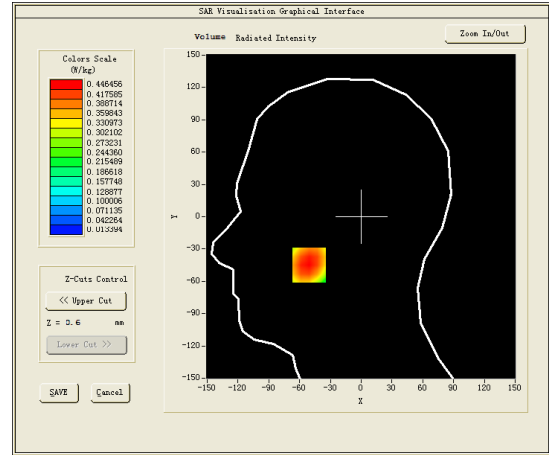 SAR Visualisation Graphical Interface
Volume Radiated Intensity
Zoom In/Out
Colors Scale
(W/kg)
0.446456
0.417585
0.388714
0.359843
0.330973
0.302102
0.273231
0.244360
0.215489
0.186618
0.157748
0.128877
0.100006
0.071135
0.042264
0.013394
150
120
90
60
30
0
-30
-60
-90
-120
-150
Y
-150 -120 -90 -60 -30 0 30 60 90 120 150
X
Z-Cuts Control
<< Upper Cut
Z = 0.6 mm
Lower Cut >>
SAVE Cancel